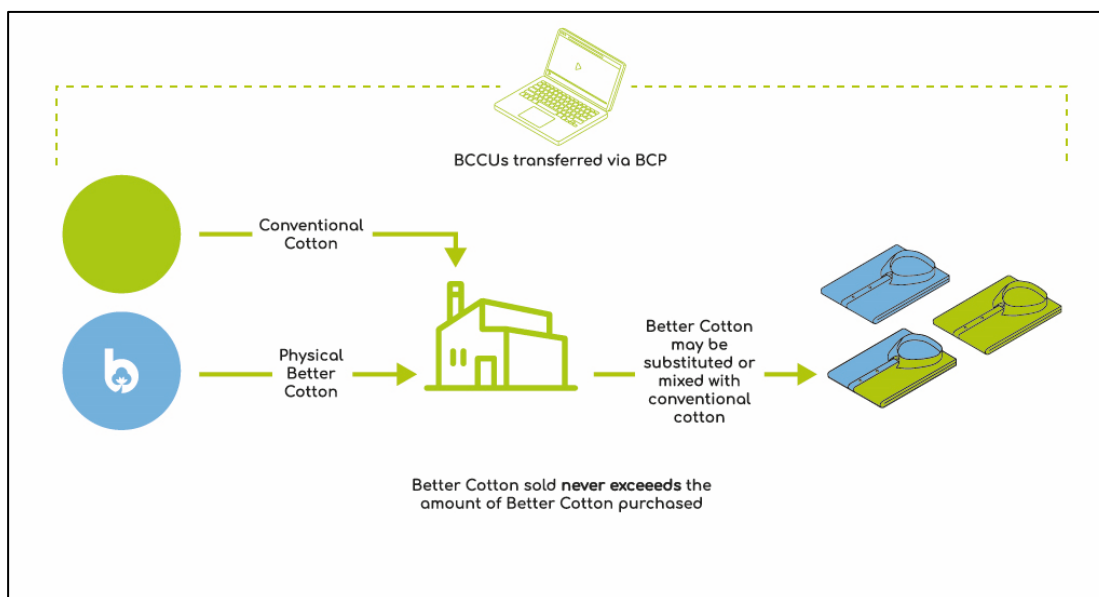 BCCUs transferred via BCP
Conventional
Cotton
Physical
Better
Cotton
Better Cotton
may be
substituted or
mixed with
conventional
cotton
Better Cotton sold never exceeeds the
amount of Better Cotton purchased